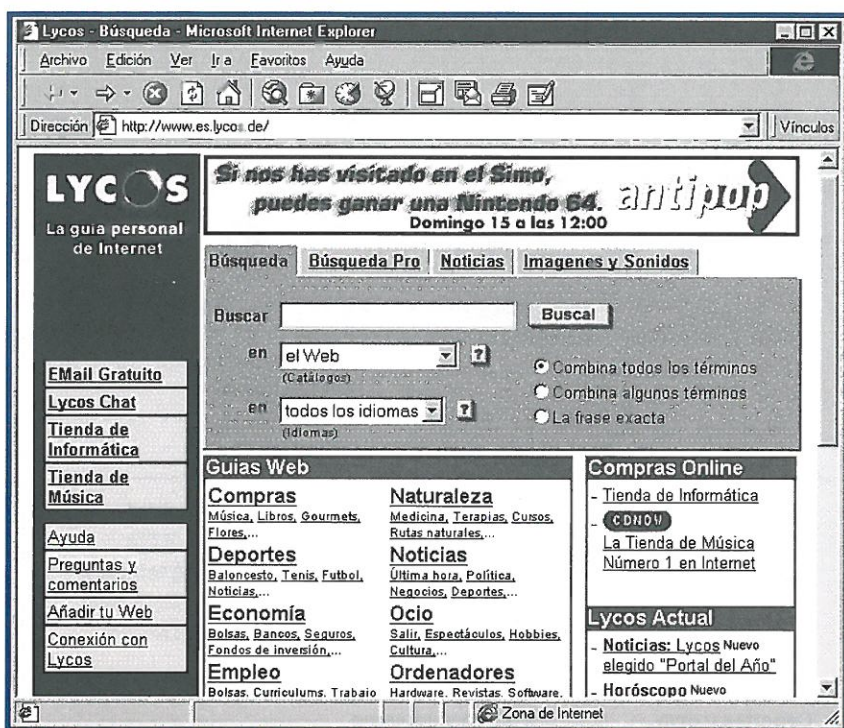 Lycos - Búsqueda - Microsoft Internet Explorer
Archivo Edición Ver Ir a Favoritos Ayuda
Dirección http://www.es.lycos.de/ Vínculos
LYCOS
La guía personal
de Internet
Si nos has visitado en el Simo,
puedes ganar una Nintendo 64.
Domingo 15 a las 12:00
antipop
Búsqueda Búsqueda Pro Noticias Imagenes y Sonidos
Buscar Buscal
en el Web ?
(Catálogos)
en todos los idiomas ?
(Idiomas)
Combina todos los términos
Combina algunos términos
La frase exacta
EMail Gratuito
Lycos Chat
Tienda de
Informática
Tienda de
Música
Ayuda
Preguntas y
comentarios
Añadir tu Web
Conexión con
Lycos
Guias Web
Compras
Música, Libros, Gourmets,
Flores,...
Deportes
Baloncesto, Tenis, Futbol,
Noticias,...
Economía
Bolsas, Bancos, Seguros,
Fondos de inversión,...
Empleo
Bolsas, Curriculums, Trabajo
Naturaleza
Medicina, Terapias, Cursos,
Rutas naturales,...
Noticias
Última hora, Política,
Negocios, Deportes,...
Ocio
Salir, Espectáculos, Hobbies,
Cultura,...
Ordenadores
Hardware, Revistas, Software,
Compras Online
- Tienda de Informática
- CDNOW
La Tienda de Música
Número 1 en Internet
Lycos Actual
- Noticias: Lycos Nuevo
elegido "Portal del Año"
- Horóscopo Nuevo
Zona de Internet